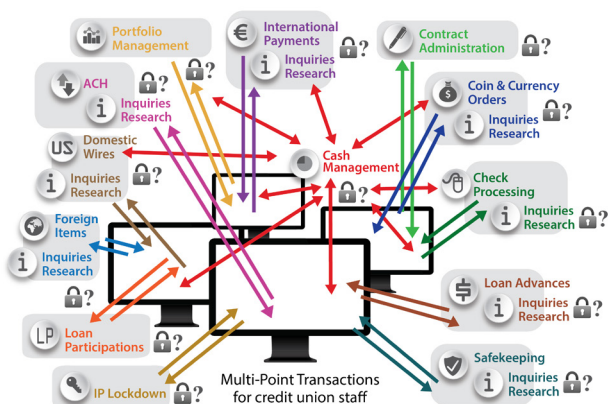 Portfolio
Management
?
?
€
International
Payments
i
Inquiries
Research
?
Contract
Administration
?
ACH
?
i
Inquiries
Research
$
Coin & Currency
Orders
i
Inquiries
Research
?
US
Domestic
Wires
i
Inquiries
Research
?
Cash
Management
?
Check
Processing
i
Inquiries
Research
?
Foreign
Items
i
Inquiries
Research
?
LP
Loan
Participations
?
Loan Advances
i
Inquiries
Research
?
IP Lockdown
?
Safekeeping
i
Inquiries
Research
?
Multi-Point Transactions
for credit union staff